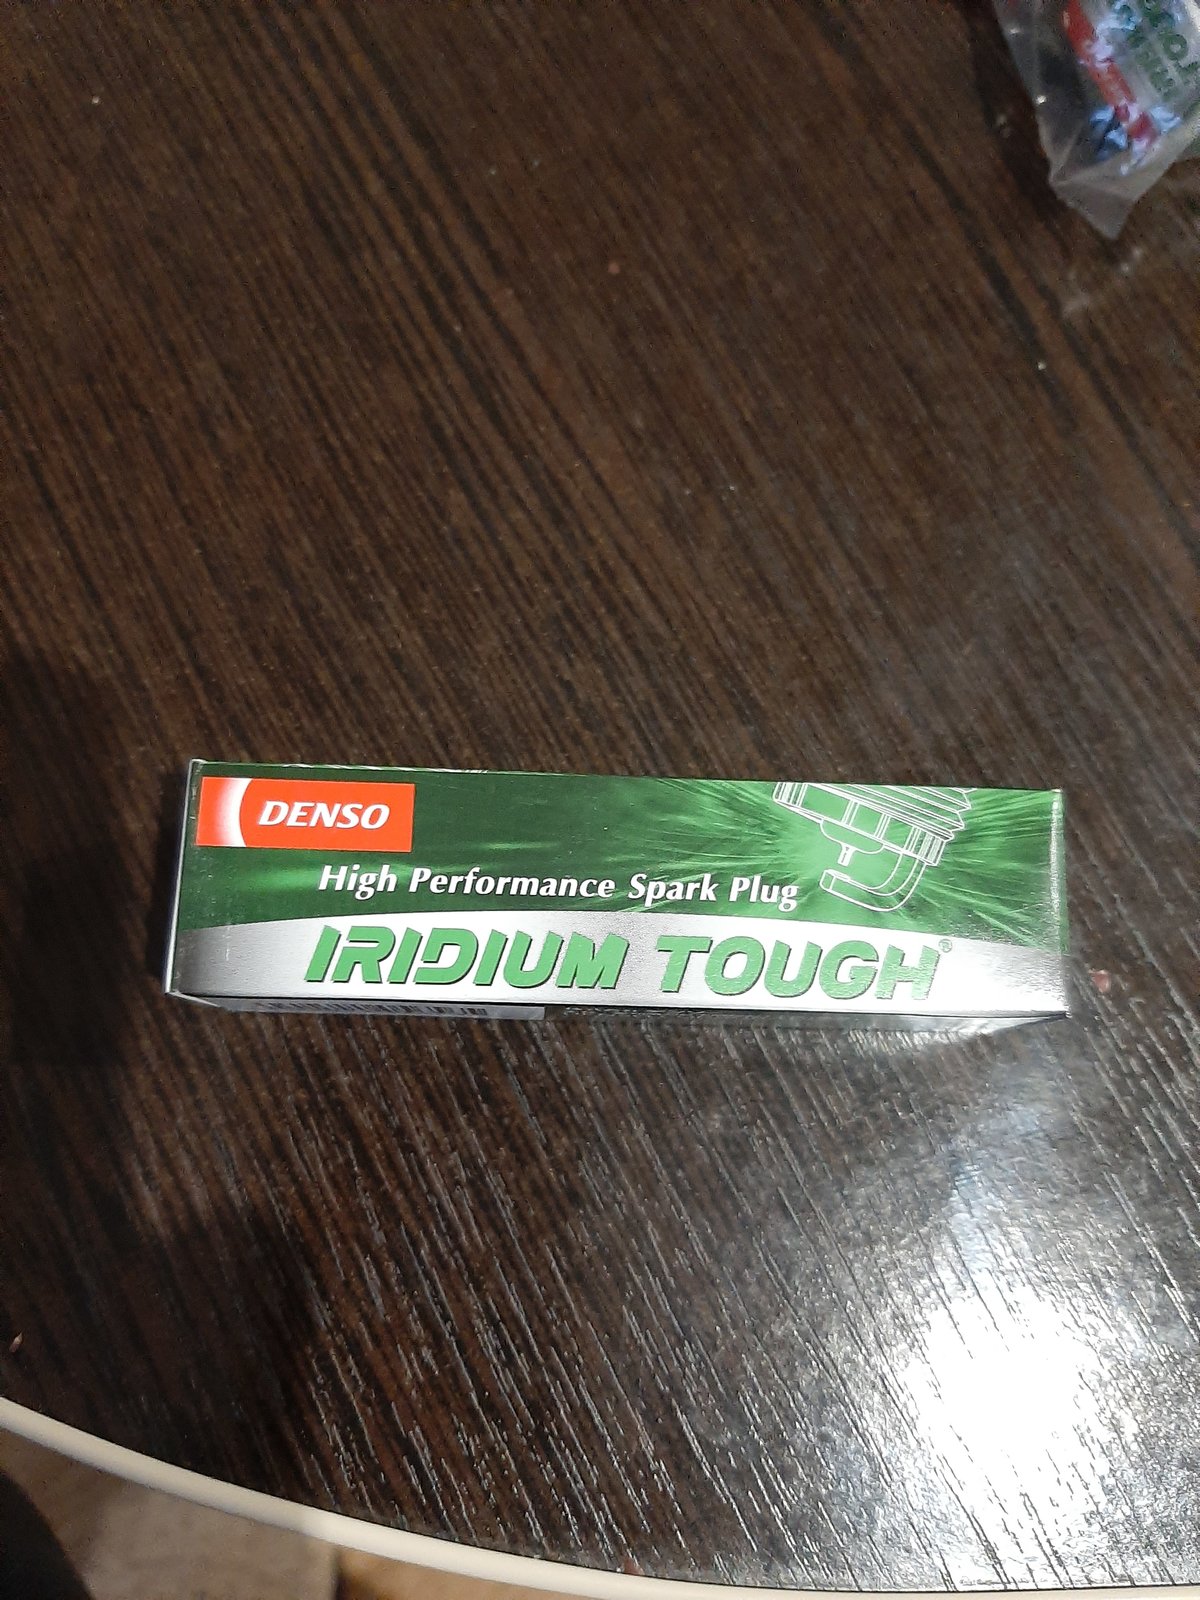 DENSO
High Performance Spark Plug
IRIDIUM TOUGH®